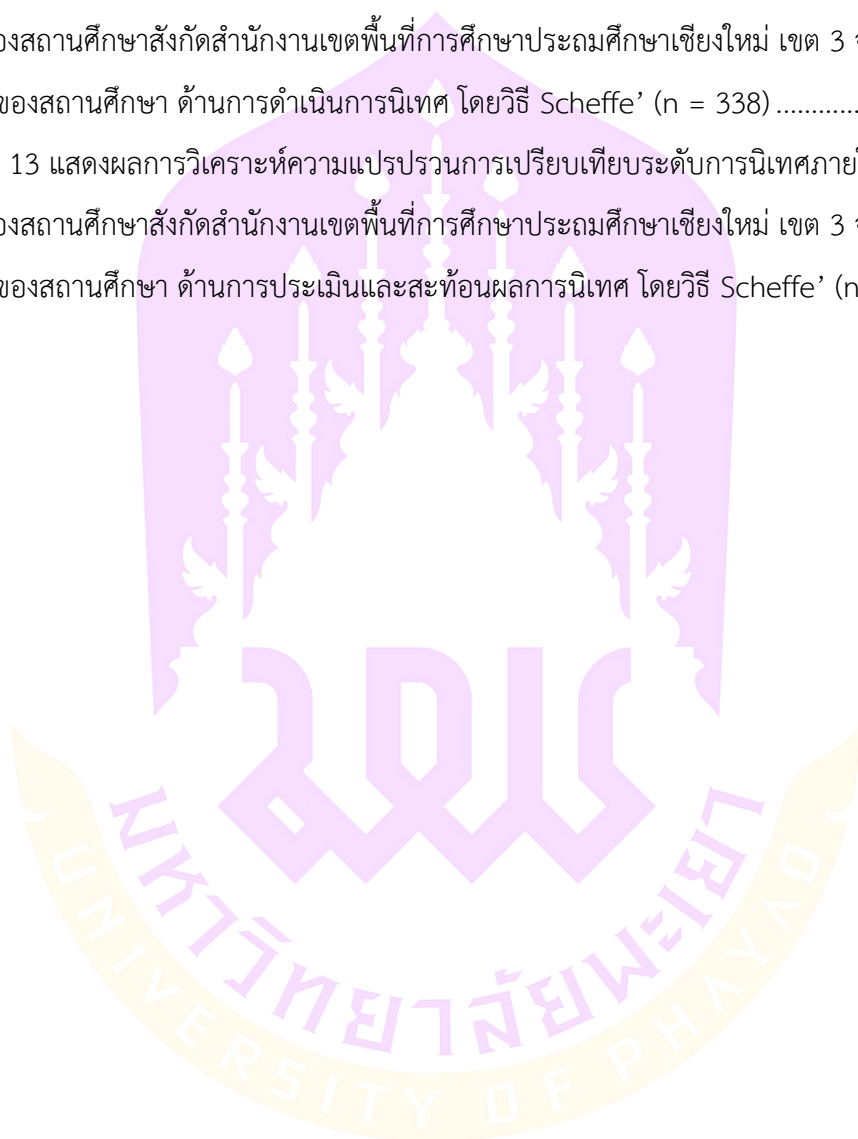 องสถานศึกษาสังกัดสำนักงานเขตพื้นที่การศึกษาประถมศึกษาเชียงใหม่ เขต 3
ของสถานศึกษา ด้านการดำเนินการนิเทศ โดยวิธี Scheffe’ (n = 338) .............
13 แสดงผลการวิเคราะห์ความแปรปรวนการเปรียบเทียบระดับการนิเทศภายใ
องสถานศึกษาสังกัดสำนักงานเขตพื้นที่การศึกษาประถมศึกษาเชียงใหม่ เขต 3
ของสถานศึกษา ด้านการประเมินและสะท้อนผลการนิเทศ โดยวิธี Scheffe’ (n
มหาวิทยาลัยพะเยา
UNIVERSITY OF PHAYAO